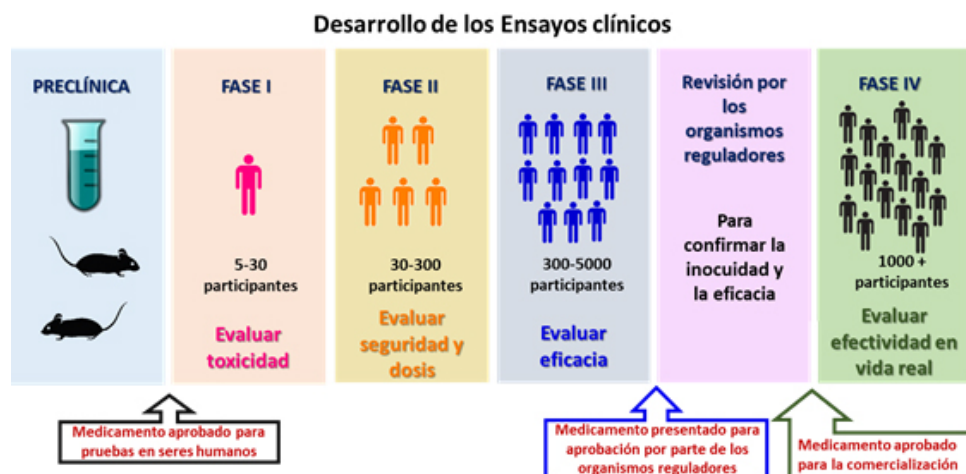 Desarrollo de los Ensayos clínicos
PRECLÍNICA
FASE I
5-30
participantes
Evaluar
toxicidad
FASE II
30-300
participantes
Evaluar
seguridad y
dosis
FASE III
300-5000
participantes
Evaluar
eficacia
Revisión por
los
organismos
reguladores
Para
confirmar la
inocuidad y
la eficacia
FASE IV
1000 +
participantes
Evaluar
efectividad en
vida real
Medicamento aprobado para
pruebas en seres humanos
Medicamento presentado para
aprobación por parte de los
organismos reguladores
Medicamento aprobado
para la comercialización